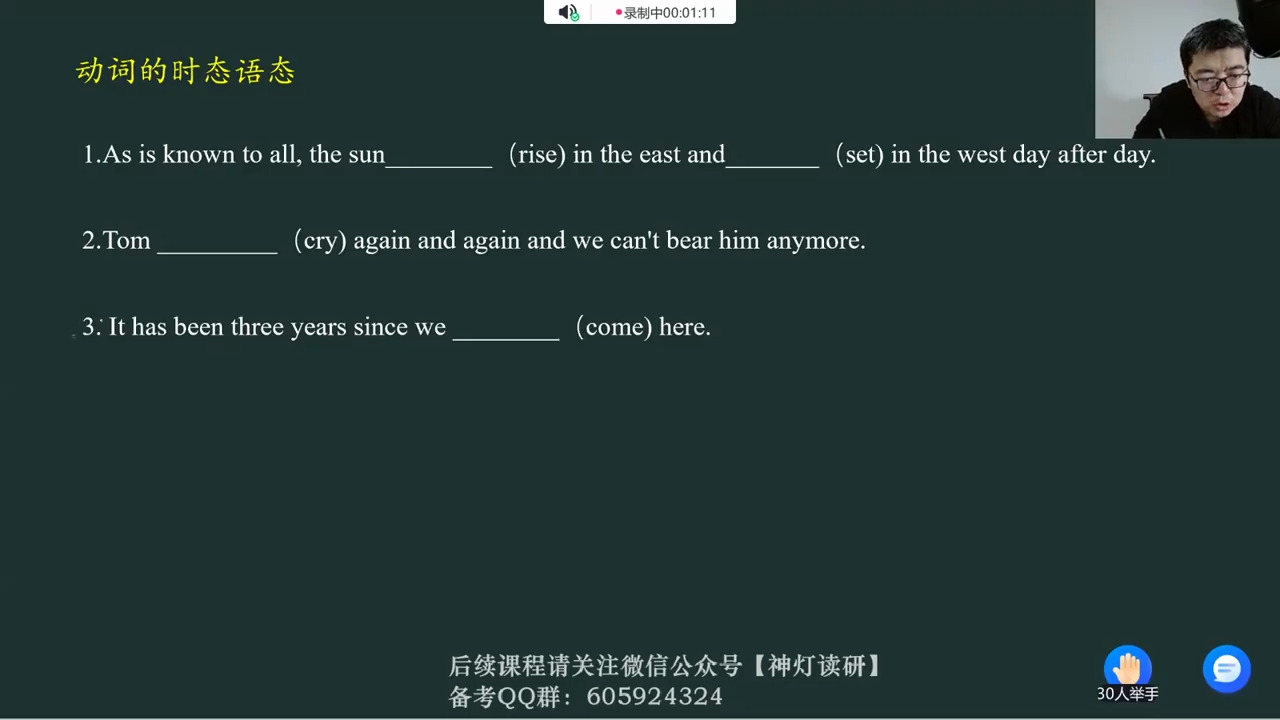 录制中00:01:11
动词的时态语态
1.As is known to all, the sun________（rise) in the east and_______（set) in the west day after day.
2.Tom _________（cry) again and again and we can't bear him anymore.
3. It has been three years since we ________（come) here.
后续课程请关注微信公众号【神灯读研】
备考QQ群：605924324
30人举手